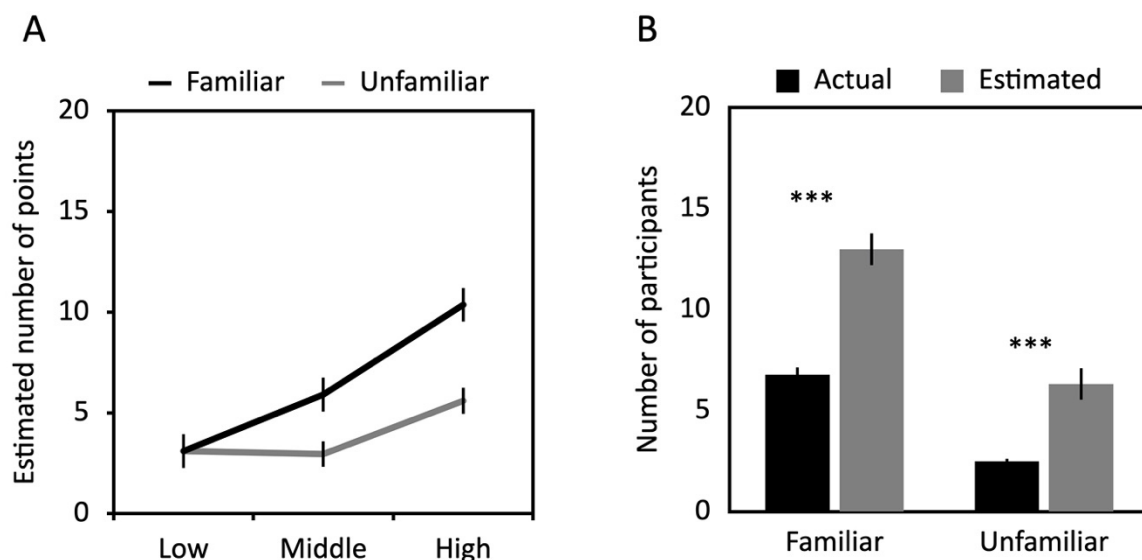 A
Familiar Unfamiliar
Estimated number of points
20
15
10
5
0
Low Middle High
B
Actual Estimated
Number of participants
20
15
10
5
0
***
***
Familiar Unfamiliar